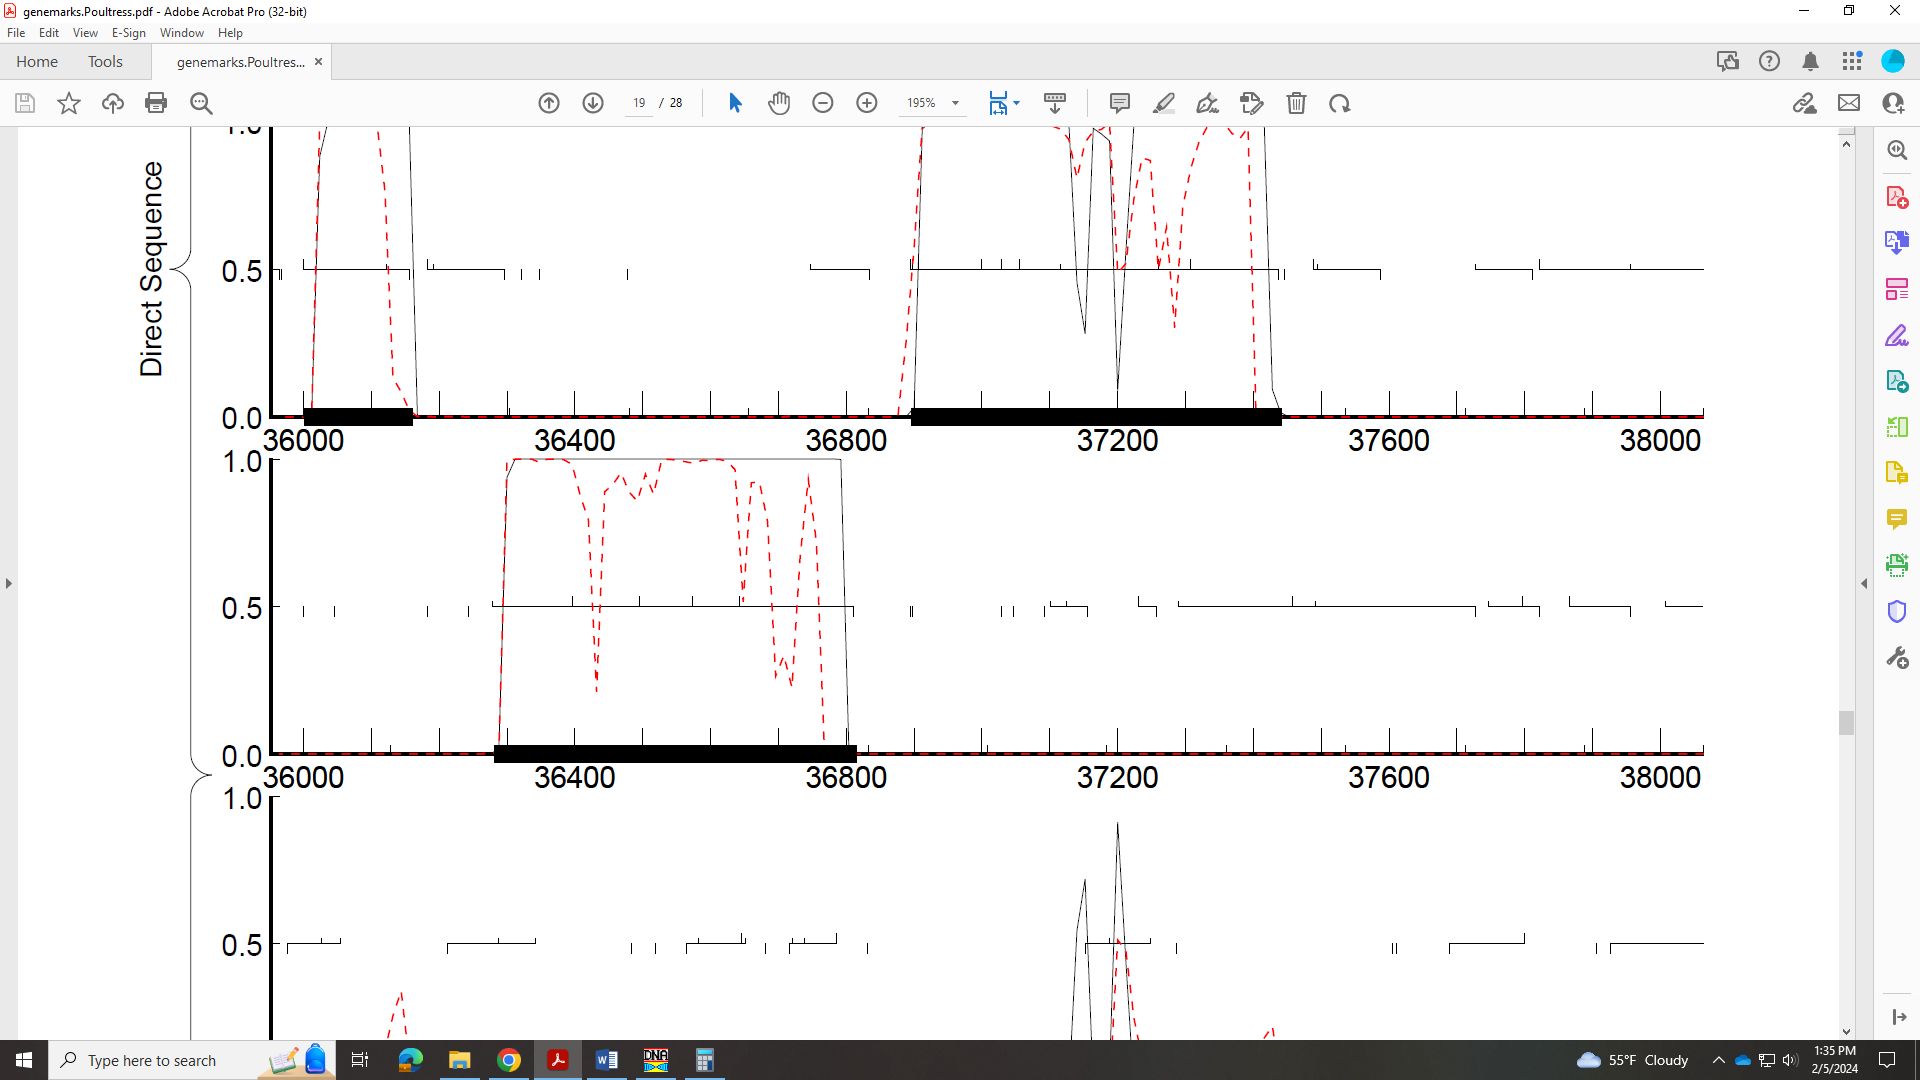 genemarks.Poultress.pdf - Adobe Acrobat Pro (32-bit)
File Edit View E-Sign Window Help
Home Tools genemarks.Poultres... ×
19 / 28 195%
1.0
Direct Sequence
0.5
0.0
36000 36400 36800 37200 37600 38000
1.0
0.5
0.0
36000 36400 36800 37200 37600 38000
1.0
0.5
Type here to search
DNA
55°F Cloudy
1:35 PM
2/5/2024